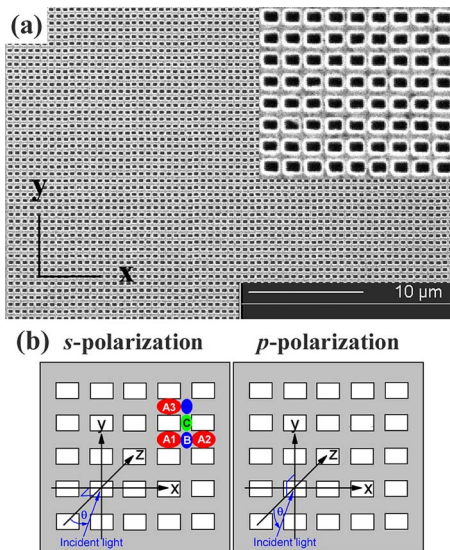 (a)
y
x
10 μm
(b) s-polarization p-polarization
A3
C
A1 B A2
y
z
x
θ
Incident light
y
z
x
θ
Incident light